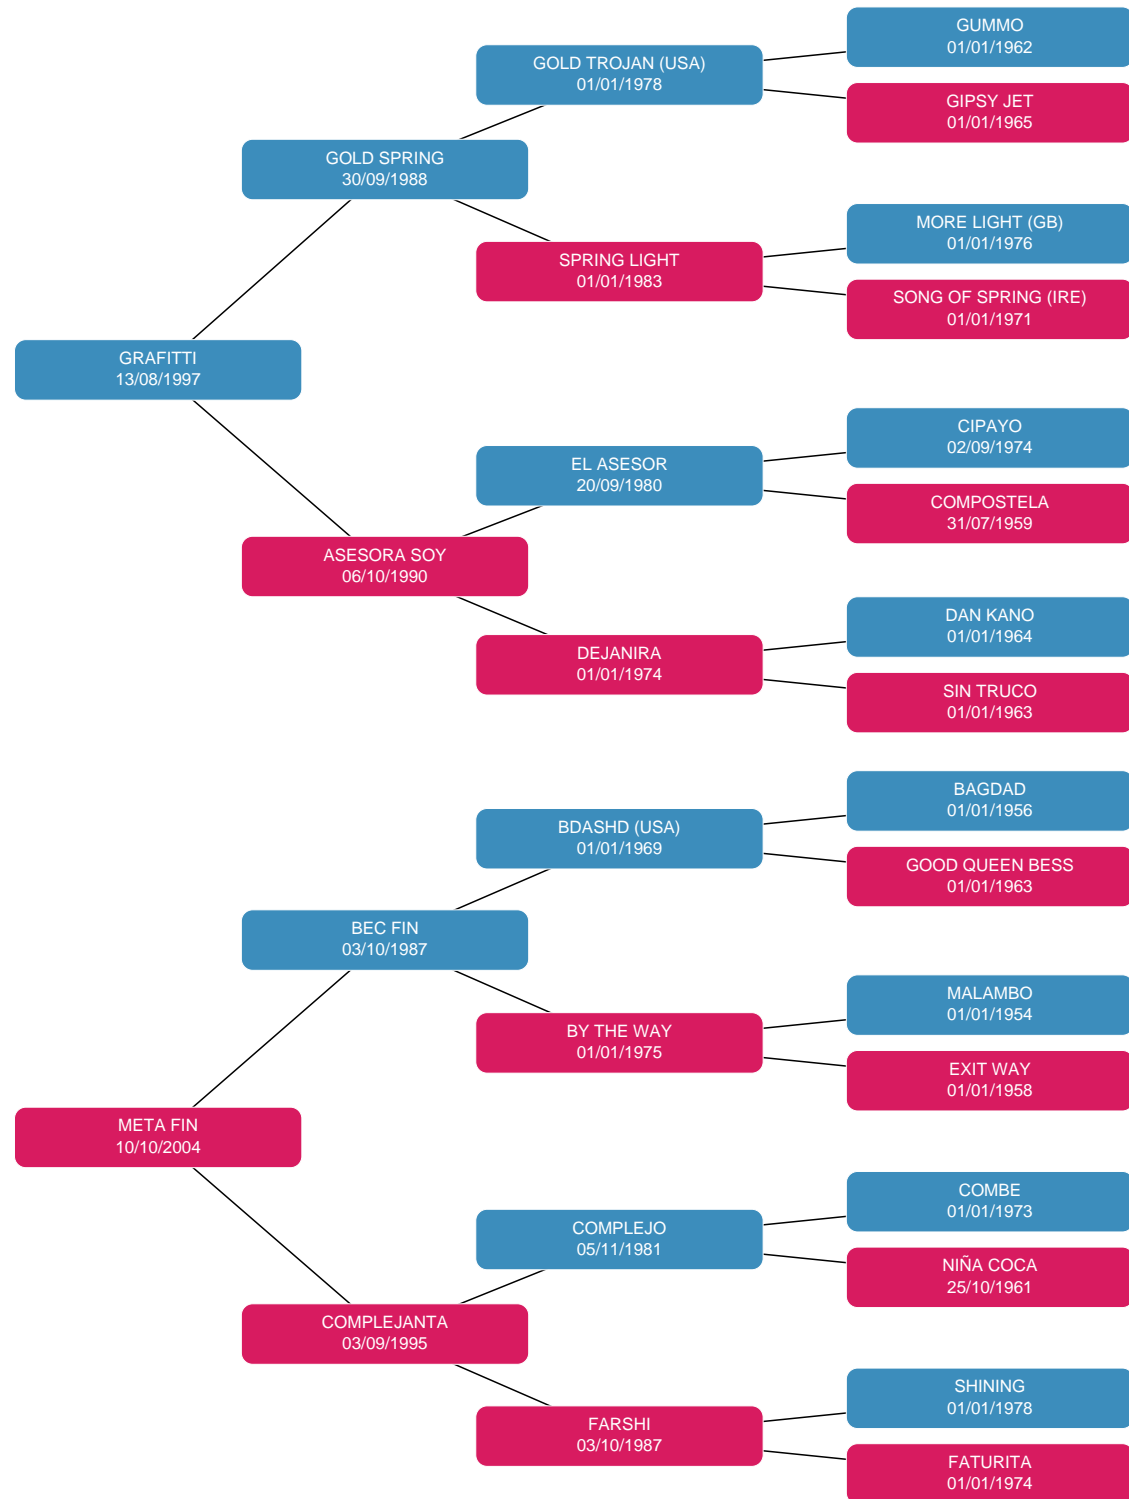 GUMMO
01/01/1962
GOLD TROJAN (USA)
01/01/1978
GIPSY JET
01/01/1965
GOLD SPRING
30/09/1988
MORE LIGHT (GB)
01/01/1976
SPRING LIGHT
01/01/1983
SONG OF SPRING (IRE)
01/01/1971
GRAFITTI
13/08/1997
CIPAYO
02/09/1974
EL ASESOR
20/09/1980
COMPOSTELA
31/07/1959
ASESORA SOY
06/10/1990
DAN KANO
01/01/1964
DEJANIRA
01/01/1974
SIN TRUCO
01/01/1963
BAGDAD
01/01/1956
BDASHD (USA)
01/01/1969
GOOD QUEEN BESS
01/01/1963
BEC FIN
03/10/1987
MALAMBO
01/01/1954
BY THE WAY
01/01/1975
EXIT WAY
01/01/1958
META FIN
10/10/2004
COMBE
01/01/1973
COMPLEJO
05/11/1981
NIÑA COCA
25/10/1961
COMPLEJANTA
03/09/1995
SHINING
01/01/1978
FARSHI
03/10/1987
FATURITA
01/01/1974